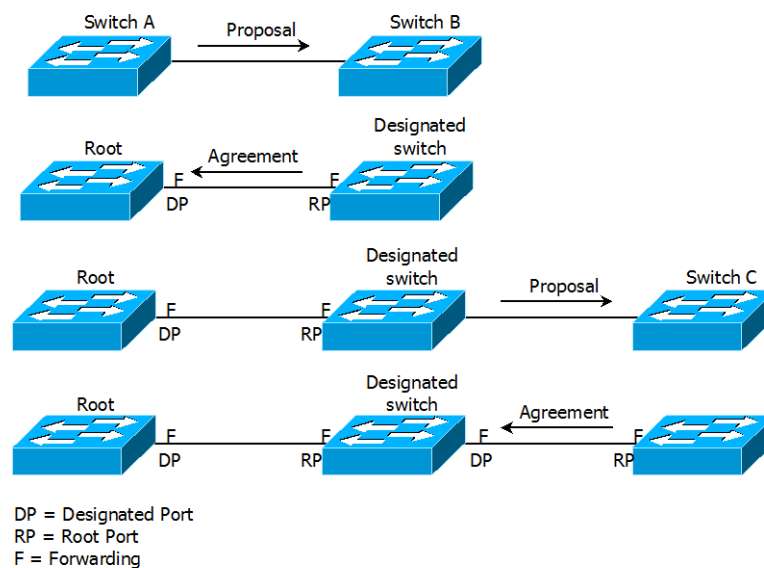 Switch A
Proposal
Switch B
Root
Agreement
Designated
switch
F
F
DP
RP
Root
Designated
switch
Proposal
Switch C
F
F
DP
RP
Root
Designated
switch
Agreement
F
F
F
F
DP
RP
DP
RP
DP = Designated Port
RP = Root Port
F = Forwarding